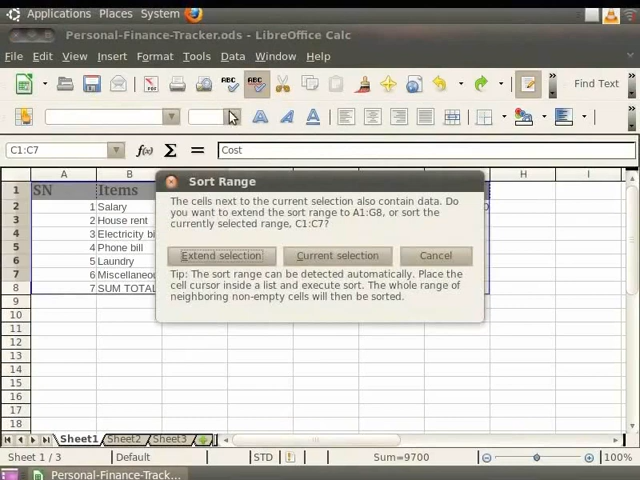 Applications Places System
Personal-Finance-Tracker.ods - LibreOffice Calc
File Edit View Insert Format Tools Data Window Help
Find Text
C1:C7 Cost
A B H I
1 SN Items
2 1 Salary
3 2 House rent
4 3 Electricity bi
5 4 Phone bill
6 5 Laundry
7 6 Miscellaneo
8 7 SUM TOTAL
9
10
11
12
13
14
15
16
17
18
Sort Range
The cells next to the current selection also contain data. Do
you want to extend the sort range to A1:G8, or sort the
currently selected range, C1:C7?
Extend selection Current selection Cancel
Tip: The sort range can be detected automatically. Place the
cell cursor inside a list and execute sort. The whole range of
neighboring non-empty cells will then be sorted.
Sheet1 Sheet2 Sheet3
Sheet 1 / 3 Default STD Sum=9700 100%
Personal-Finance-Track...